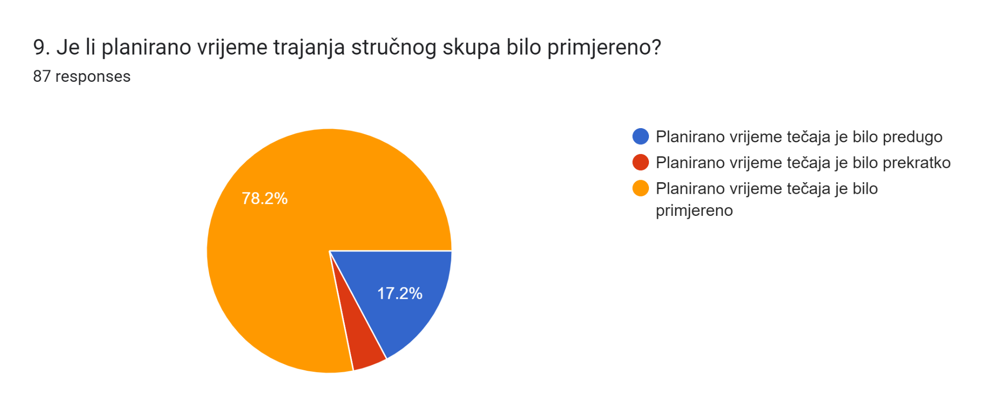 9. Je li planirano vrijeme trajanja stručnog skupa bilo primjereno?
87 responses
Planirano vrijeme tečaja je bilo predugo
Planirano vrijeme tečaja je bilo prekratko
Planirano vrijeme tečaja je bilo
primjereno
78.2%
17.2%